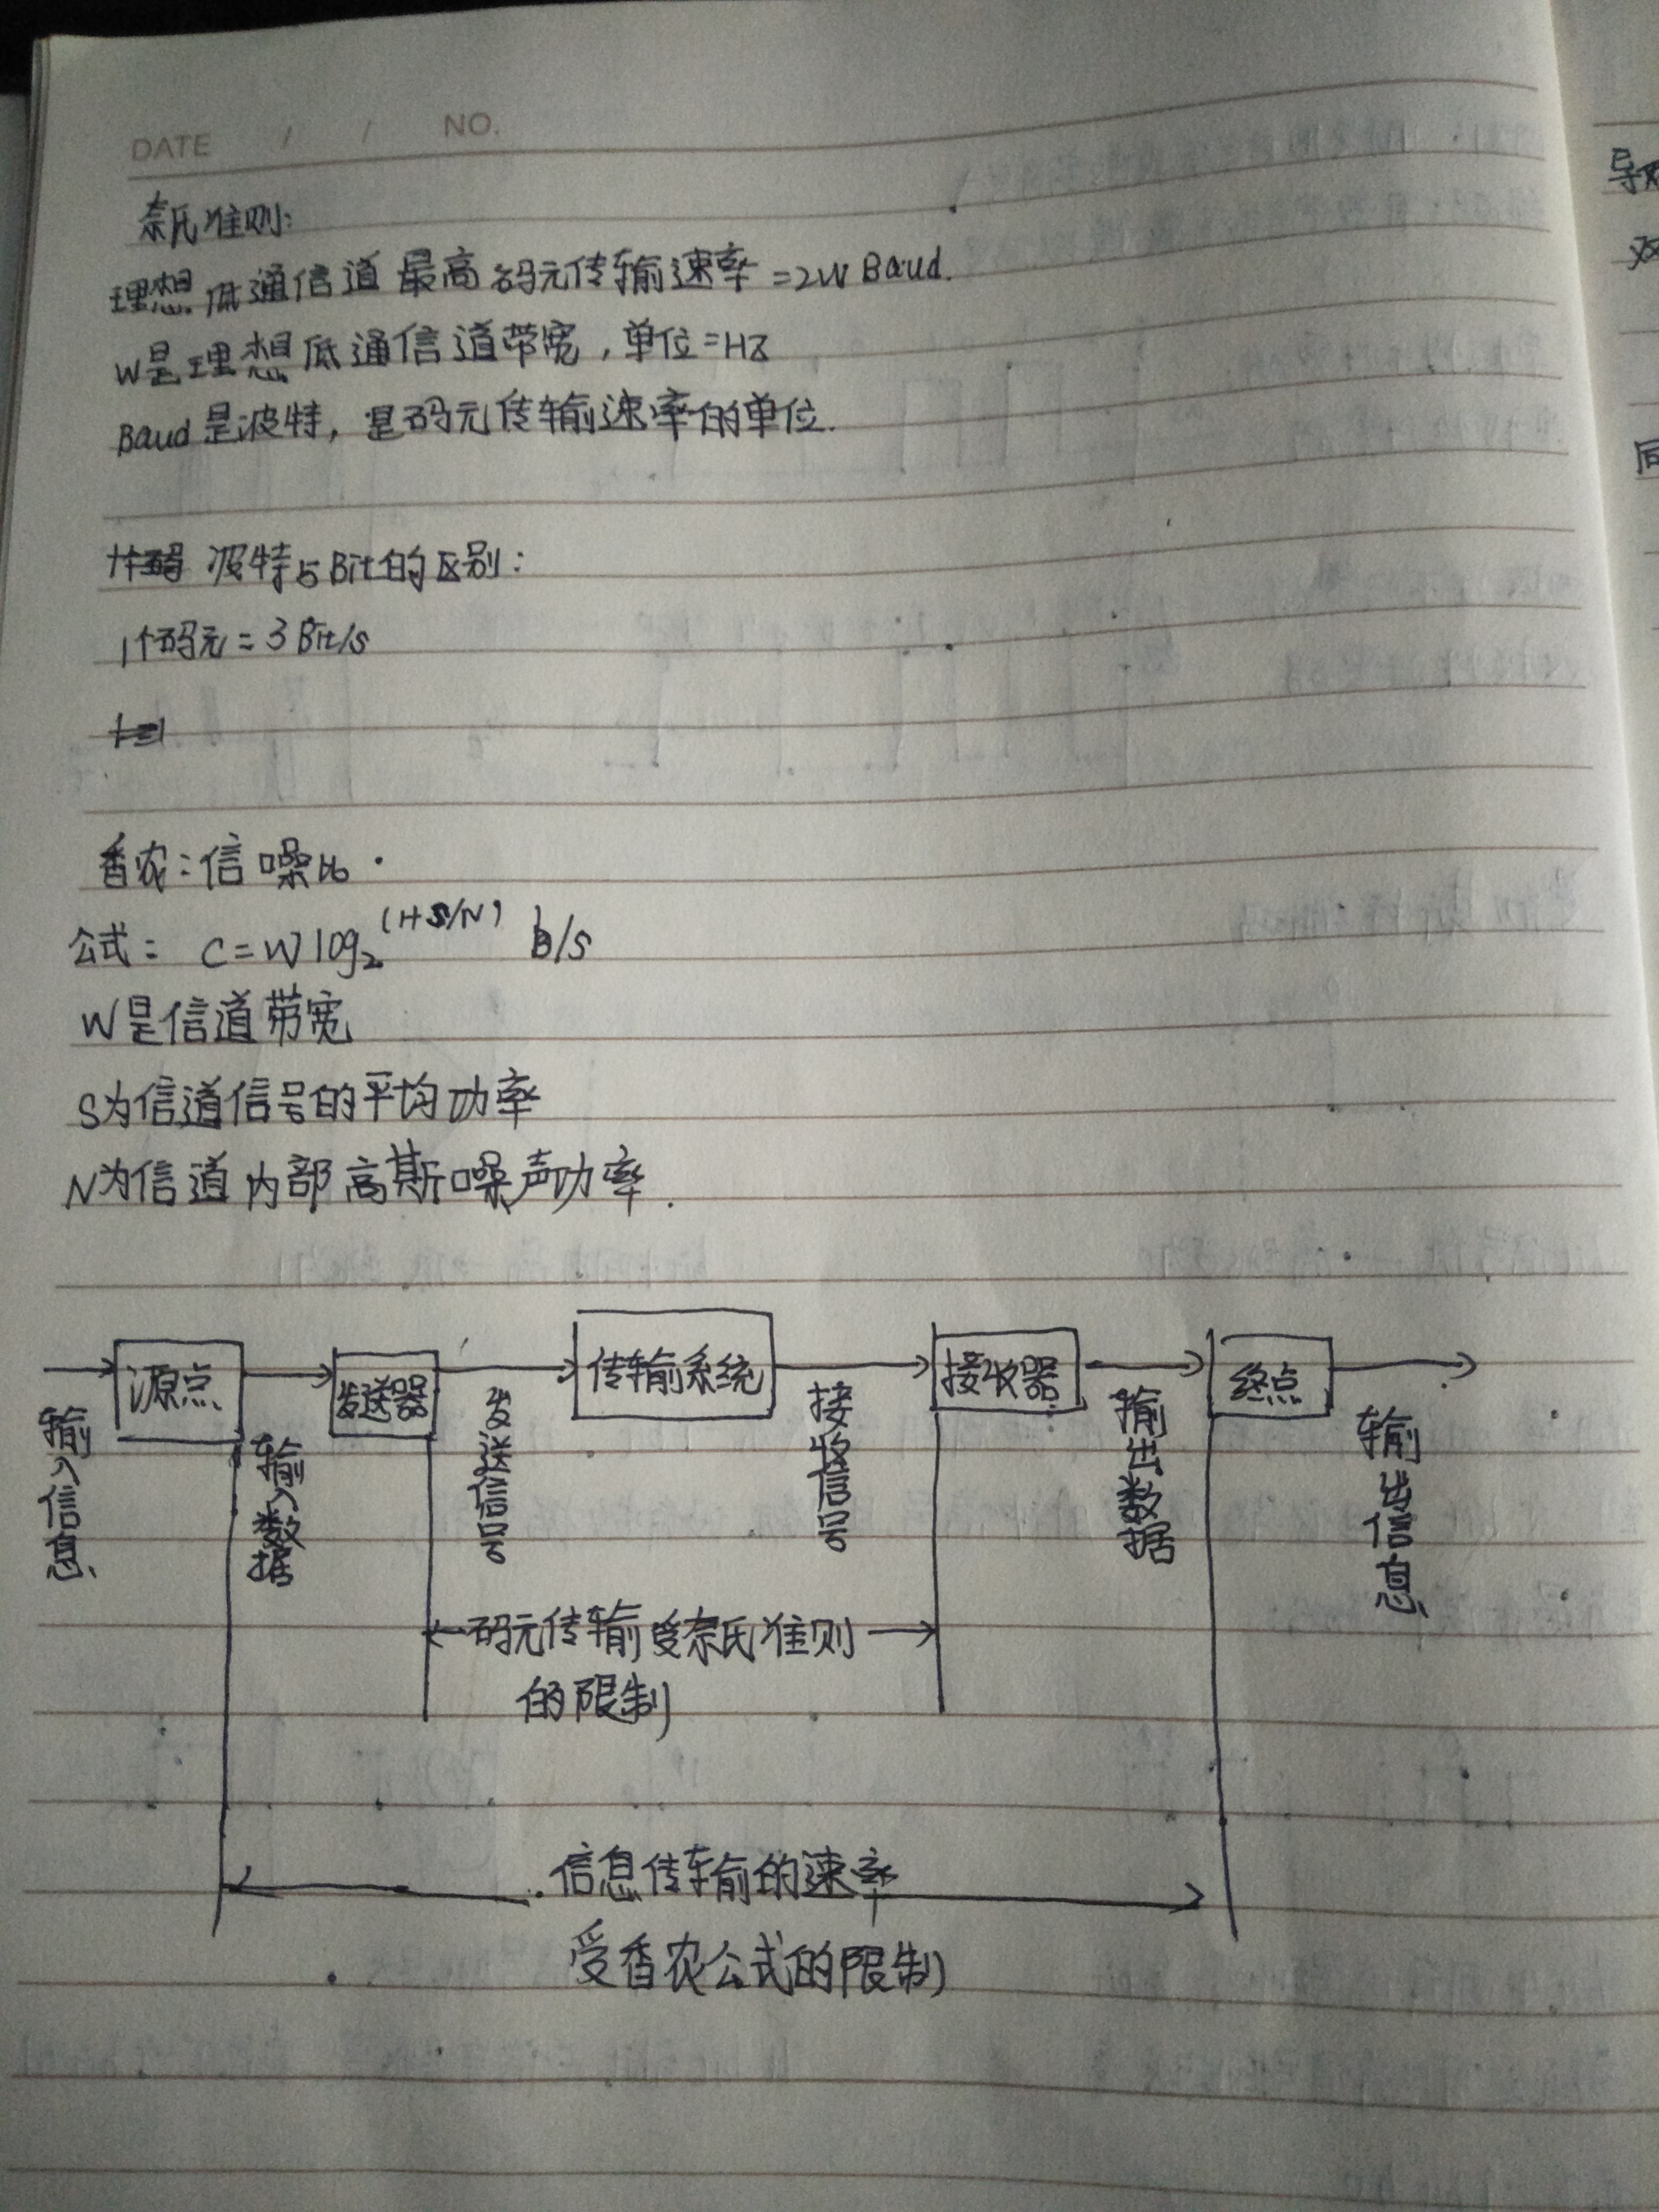 DATE / / NO.
奈氏准则:
理想低通信道最高码元传输速率=2W Baud.
W是理想低通信道带宽,单位=HZ
Baud是波特,是码元传输速率的单位.
波特与Bit的区别:
1个码元=3Bit/s
香农:信噪比.
公式: C=Wlog₂(1+S/N) b/s
W是信道带宽
S为信道信号的平均功率
N为信道内部高斯噪声功率.
源点 发送器 传输系统 接收器 终点
输入信息 输入数据 发送信号 接收信号 输出数据 输出信息
码元传输受奈氏准则
的限制
信息传输的速率
受香农公式的限制